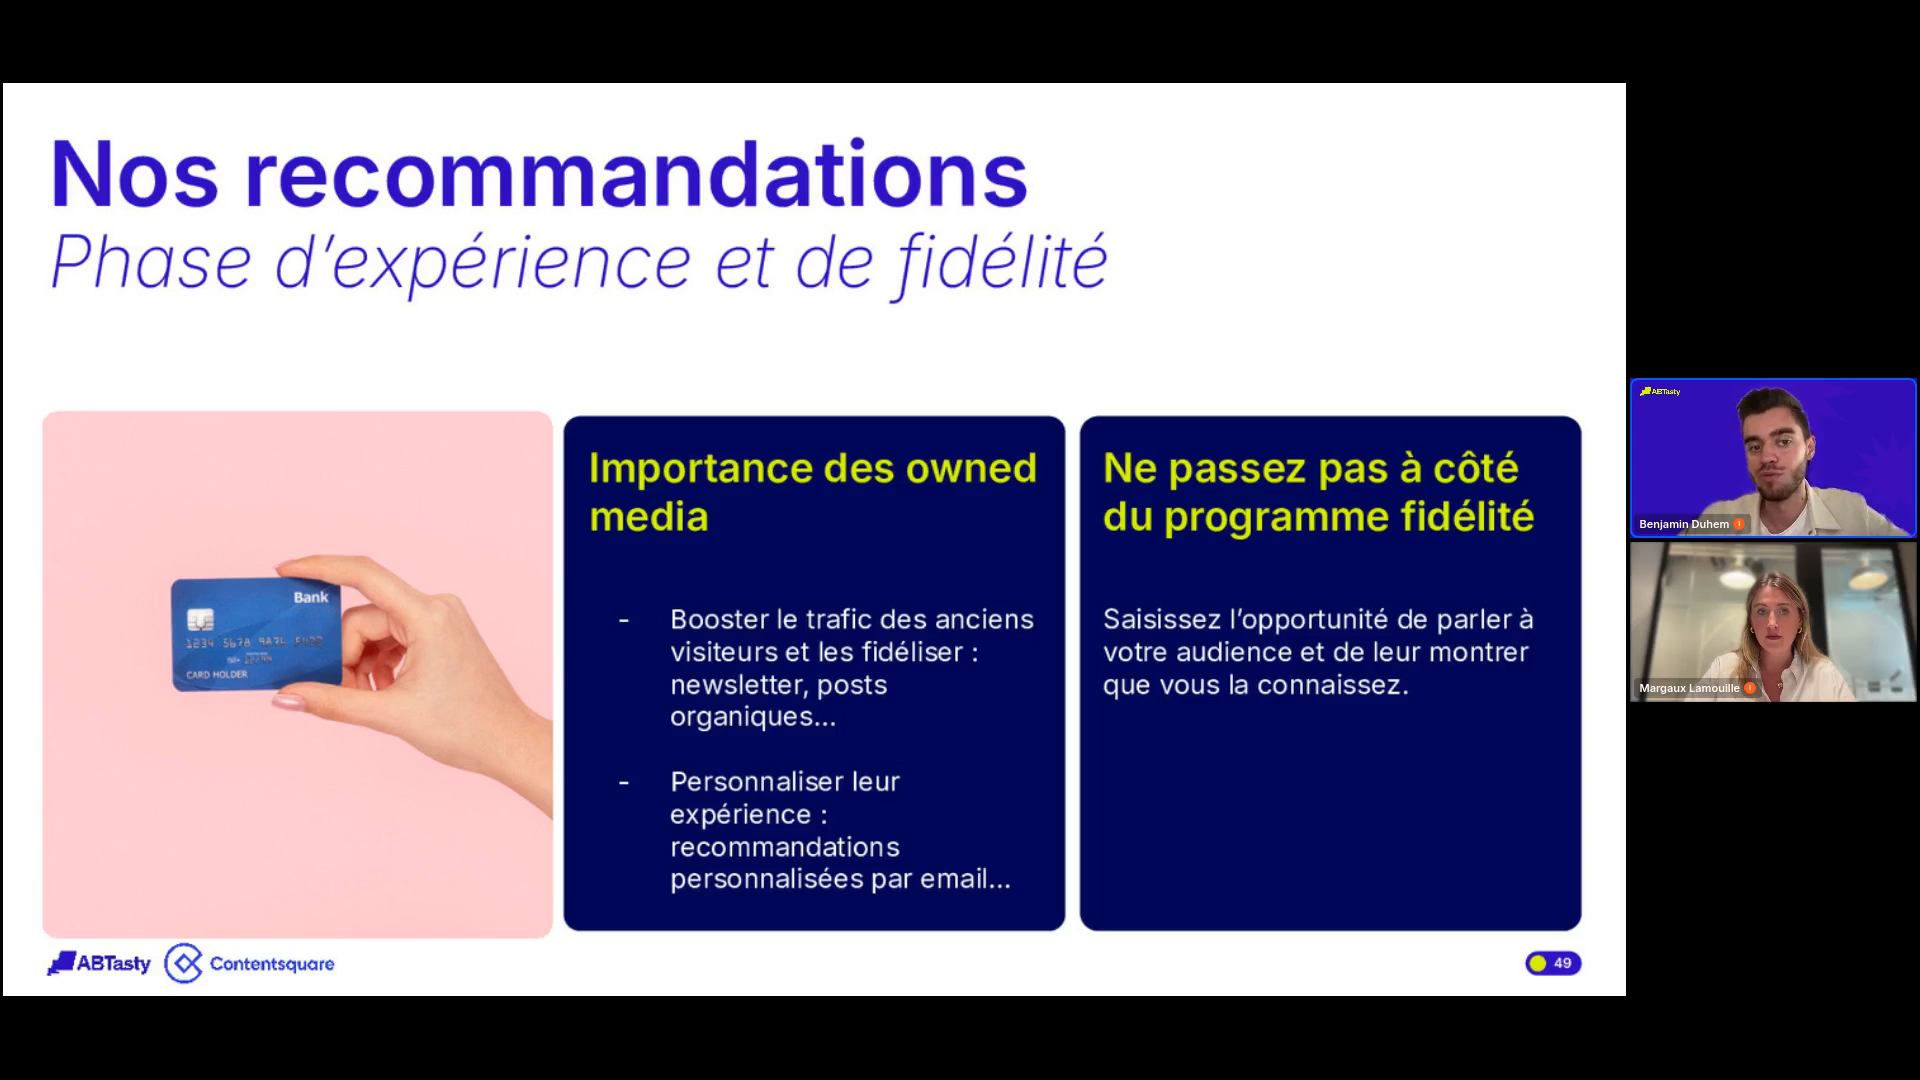 Nos recommandations
Phase d'expérience et de fidélité
Bank
CARD HOLDER
Importance des owned
media
- Booster le trafic des anciens
visiteurs et les fidéliser :
newsletter, posts
organiques...
- Personnaliser leur
expérience :
recommandations
personnalisées par email...
Ne passez pas à côté
du programme fidélité
Saisissez l'opportunité de parler à
votre audience et de leur montrer
que vous la connaissez.
ABTasty
Contentsquare
49
ABTasty
Benjamin Duhem
Margaux Lamouille